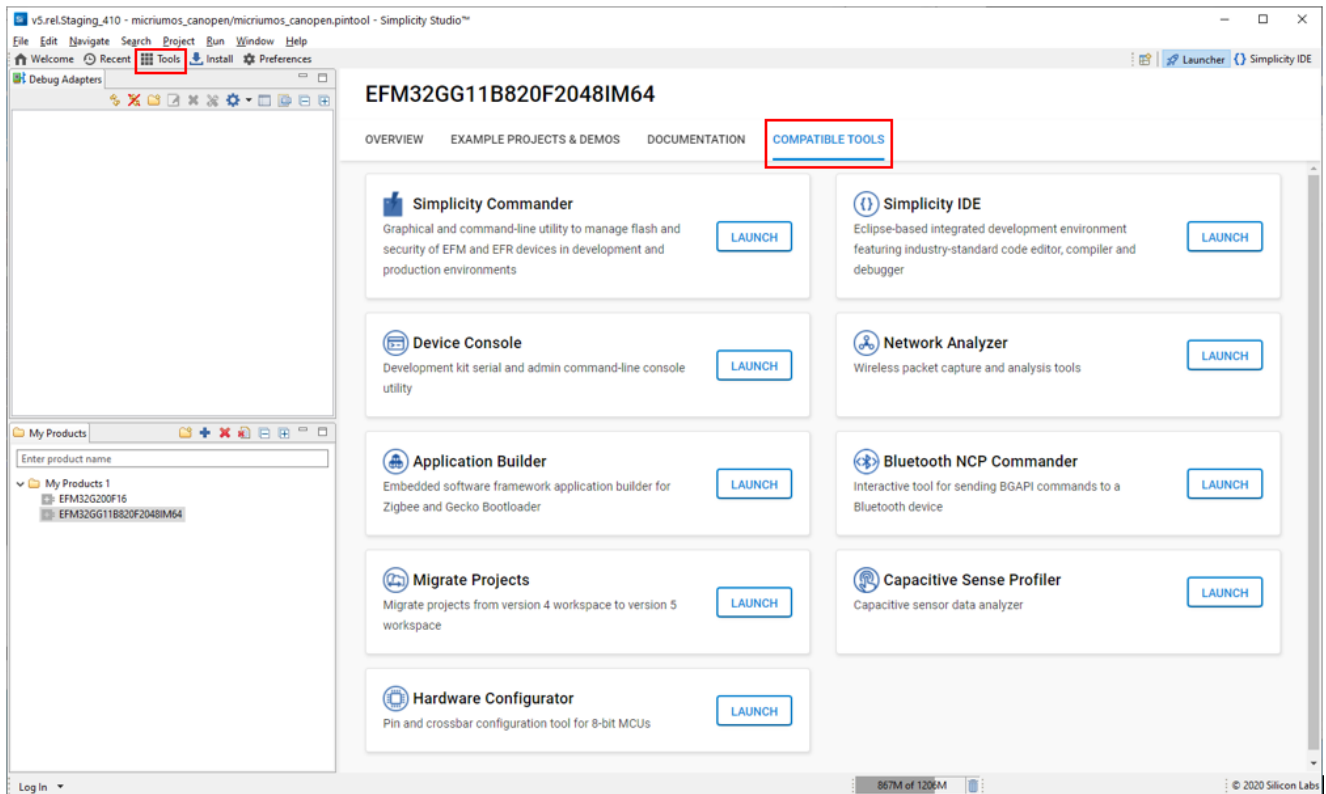 v5.rel.Staging_410 - micriumos_canopen/micriumos_canopen.pintool - Simplicity Studio™
File Edit Navigate Search Project Run Window Help
Welcome Recent Tools Install Preferences
Launcher Simplicity IDE
Debug Adapters
EFM32GG11B820F2048IM64
OVERVIEW EXAMPLE PROJECTS & DEMOS DOCUMENTATION COMPATIBLE TOOLS
Simplicity Commander
Graphical and command-line utility to manage flash and
security of EFM and EFR devices in development and
production environments
LAUNCH
Simplicity IDE
Eclipse-based integrated development environment
featuring industry-standard code editor, compiler and
debugger
LAUNCH
Device Console
Development kit serial and admin command-line console
utility
LAUNCH
Network Analyzer
Wireless packet capture and analysis tools
LAUNCH
My Products
Enter product name
My Products 1
EFM32G200F16
EFM32GG11B820F2048IM64
Application Builder
Embedded software framework application builder for
Zigbee and Gecko Bootloader
LAUNCH
Bluetooth NCP Commander
Interactive tool for sending BGAPI commands to a
Bluetooth device
LAUNCH
Migrate Projects
Migrate projects from version 4 workspace to version 5
workspace
LAUNCH
Capacitive Sense Profiler
Capacitive sensor data analyzer
LAUNCH
Hardware Configurator
Pin and crossbar configuration tool for 8-bit MCUs
LAUNCH
Log In
867M of 1206M
© 2020 Silicon Labs